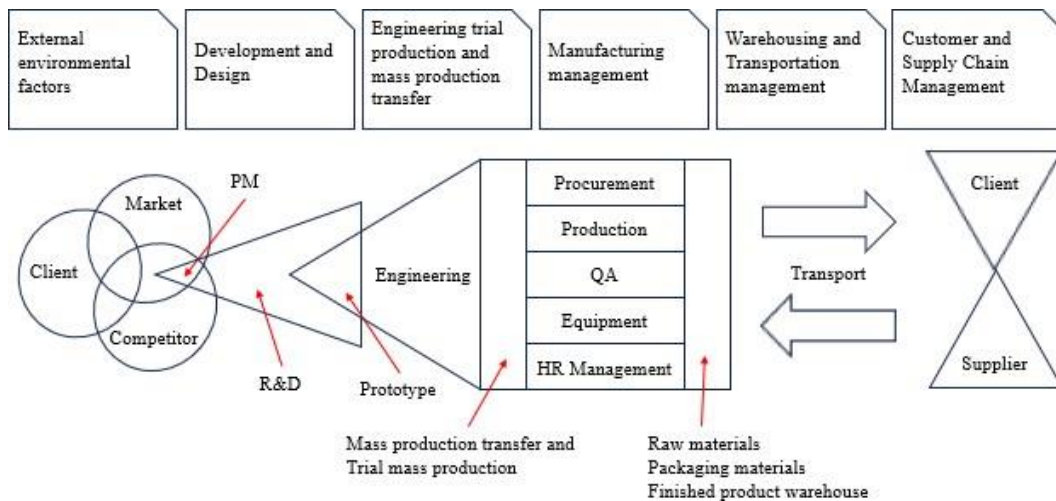 External
environmental
factors
Development and
Design
Engineering trial
production and
mass production
transfer
Manufacturing
management
Warehousing and
Transportation
management
Customer and
Supply Chain
Management
PM
Market
Client
Competitor
R&D
Prototype
Engineering
Procurement
Production
QA
Equipment
HR Management
Mass production transfer and
Trial mass production
Raw materials
Packaging materials
Finished product warehouse
Transport
Client
Supplier